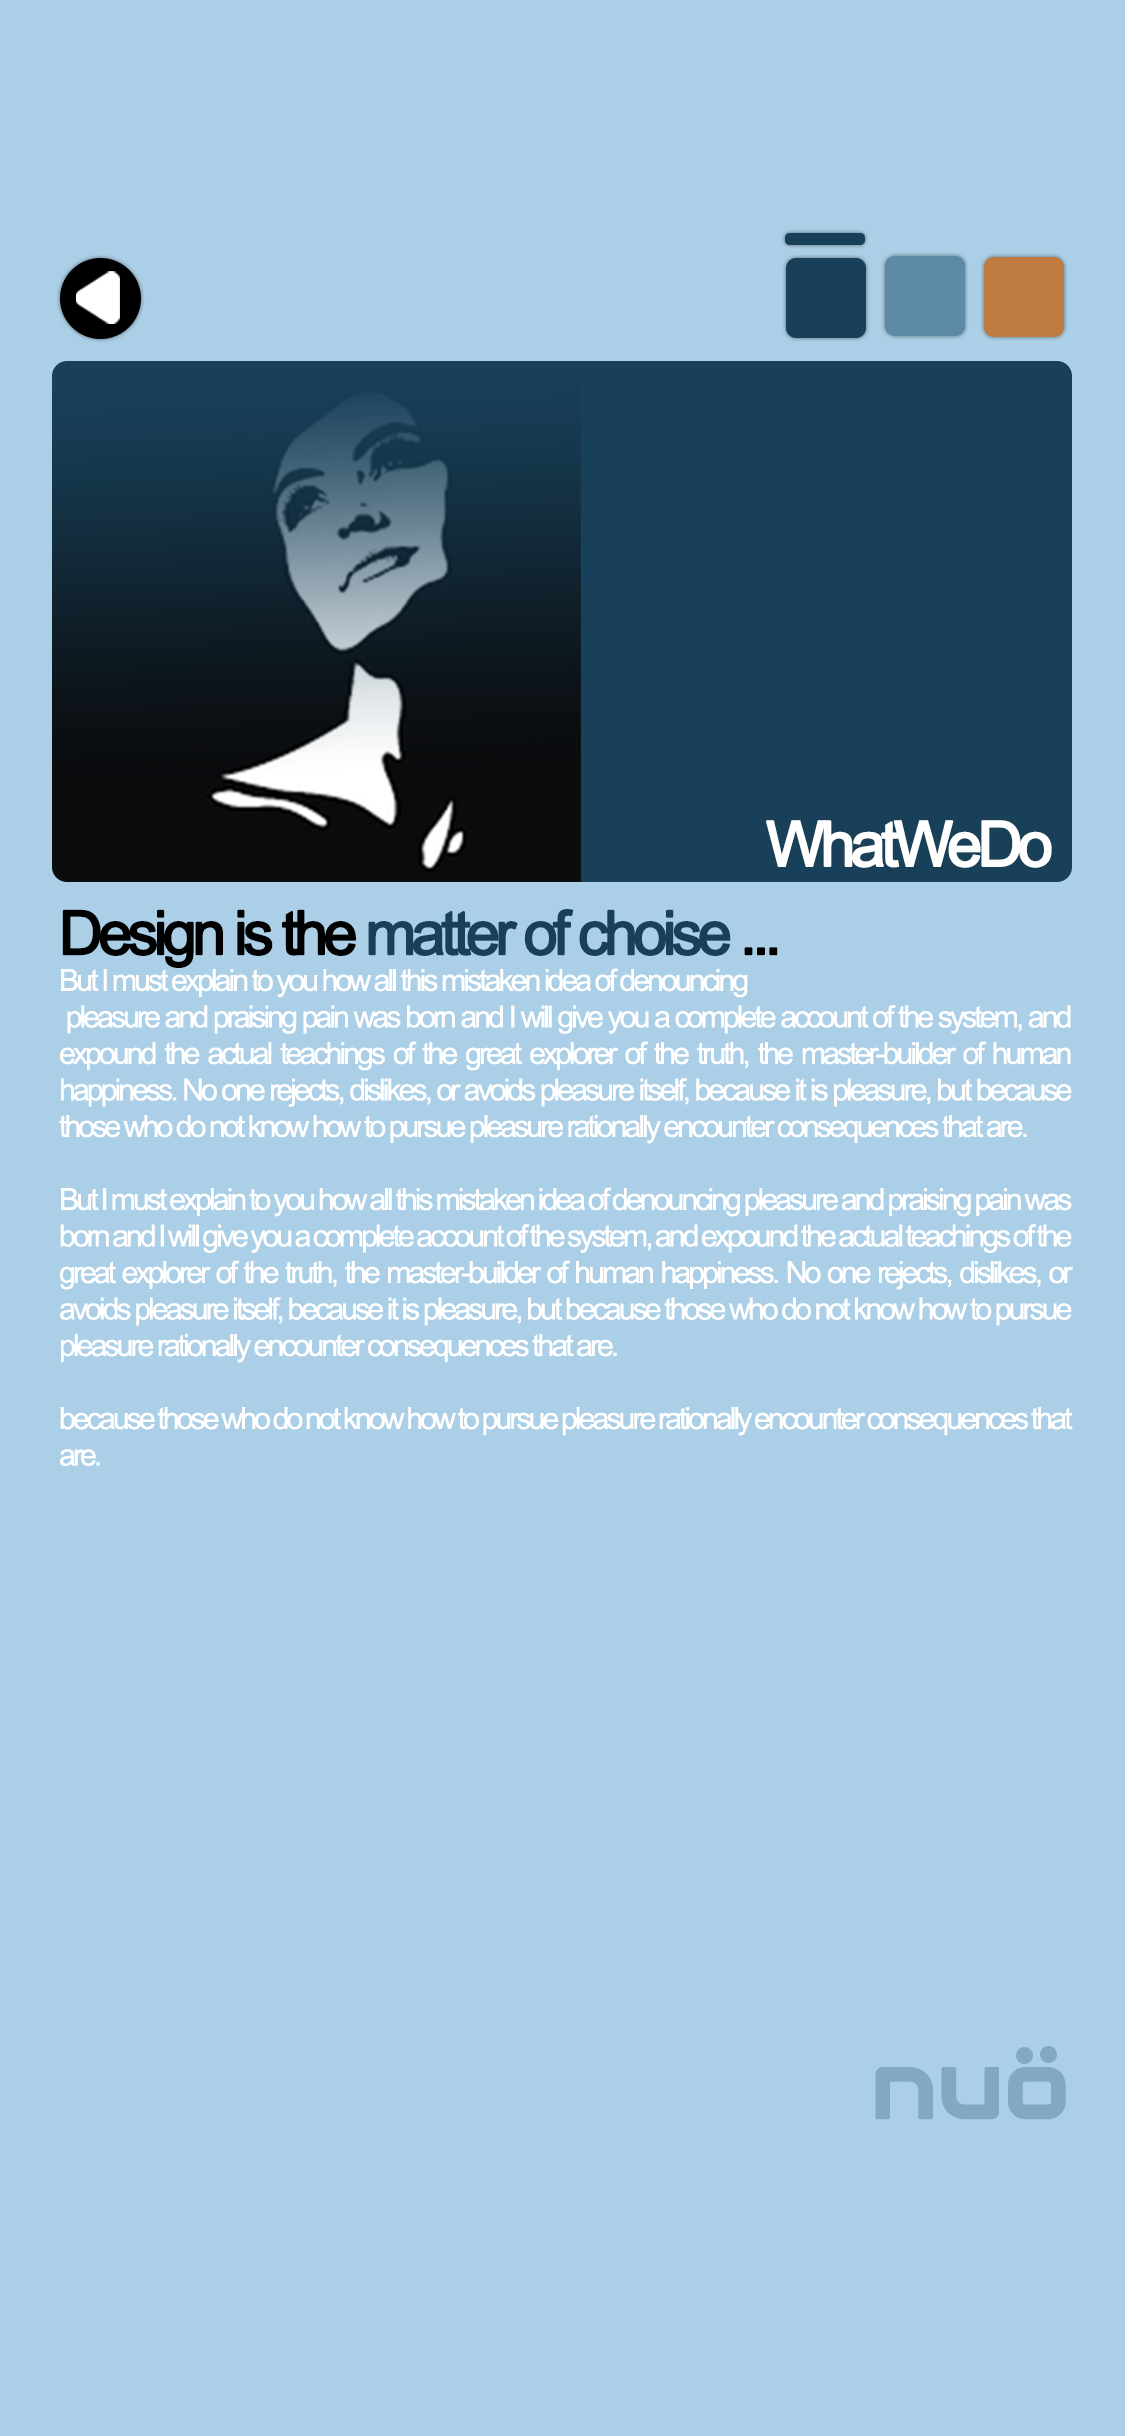 WhatWeDo
Design is the matter of choise ...
But I must explain to you how all this mistaken idea of denouncing
pleasure and praising pain was born and I will give you a complete account of the system, and
expound the actual teachings of the great explorer of the truth, the master-builder of human
happiness. No one rejects, dislikes, or avoids pleasure itself, because it is pleasure, but because
those who do not know how to pursue pleasure rationally encounter consequences that are.
But I must explain to you how all this mistaken idea of denouncing pleasure and praising pain was
born and I will give you a complete account of the system, and expound the actual teachings of the
great explorer of the truth, the master-builder of human happiness. No one rejects, dislikes, or
avoids pleasure itself, because it is pleasure, but because those who do not know how to pursue
pleasure rationally encounter consequences that are.
because those who do not know how to pursue pleasure rationally encounter consequences that
are.
nuö